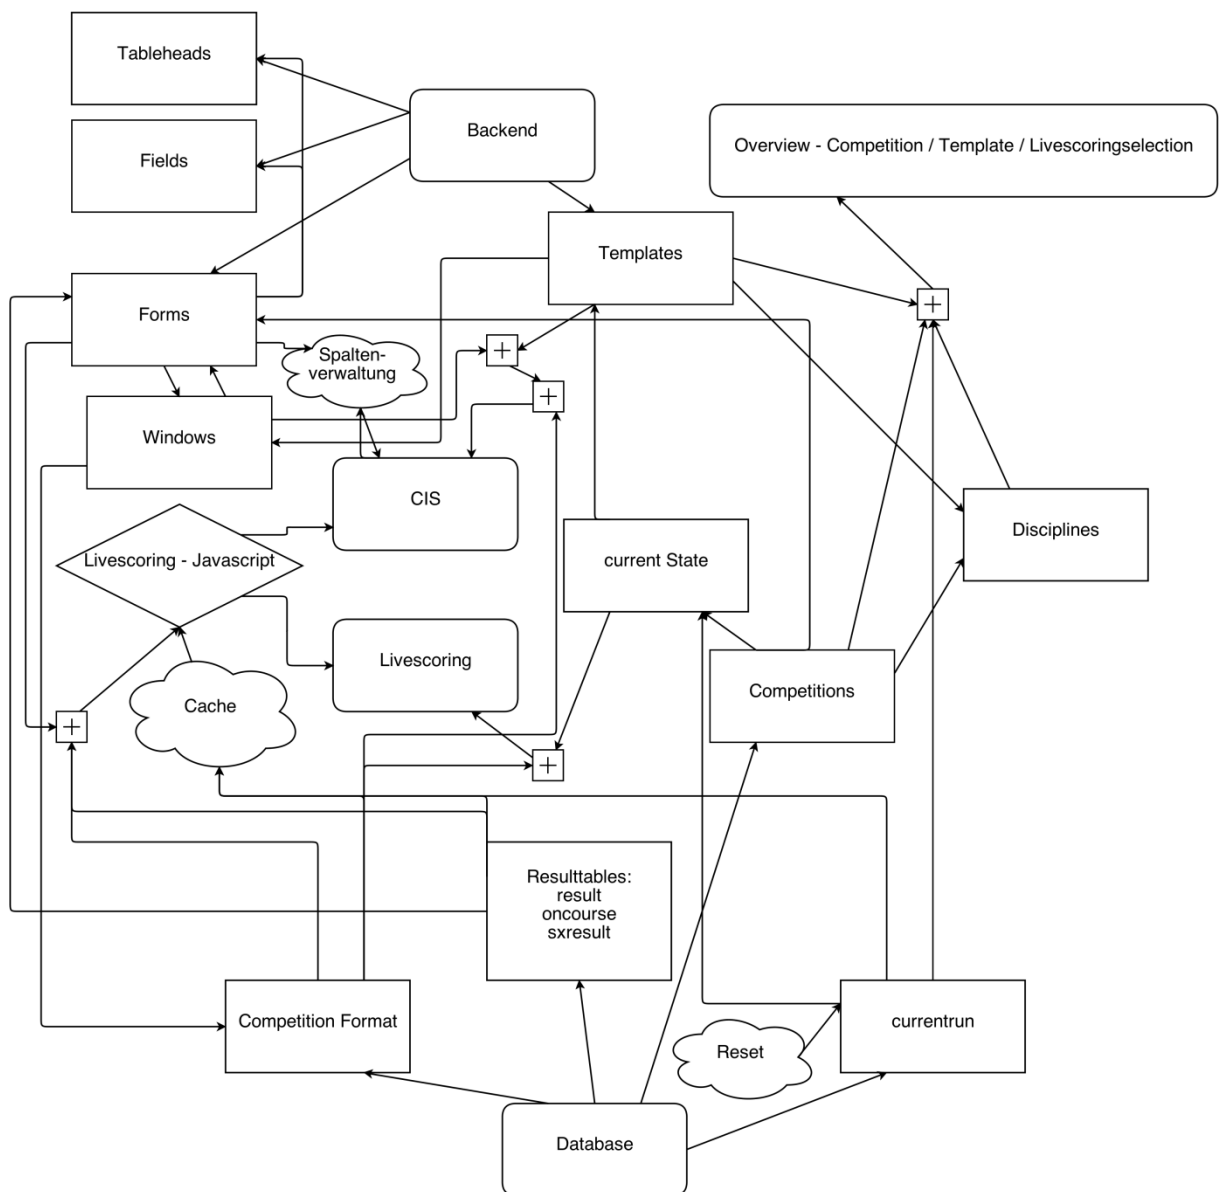 Tableheads
Backend
Overview - Competition / Template / Livescoringselection
Fields
Templates
Forms
+
+
Spalten-
verwaltung
+
Windows
CIS
Disciplines
Livescoring - Javascript
current State
Livescoring
Competitions
Cache
+
+
Resulttables:
result
oncourse
sxresult
Competition Format
currentrun
Reset
Database